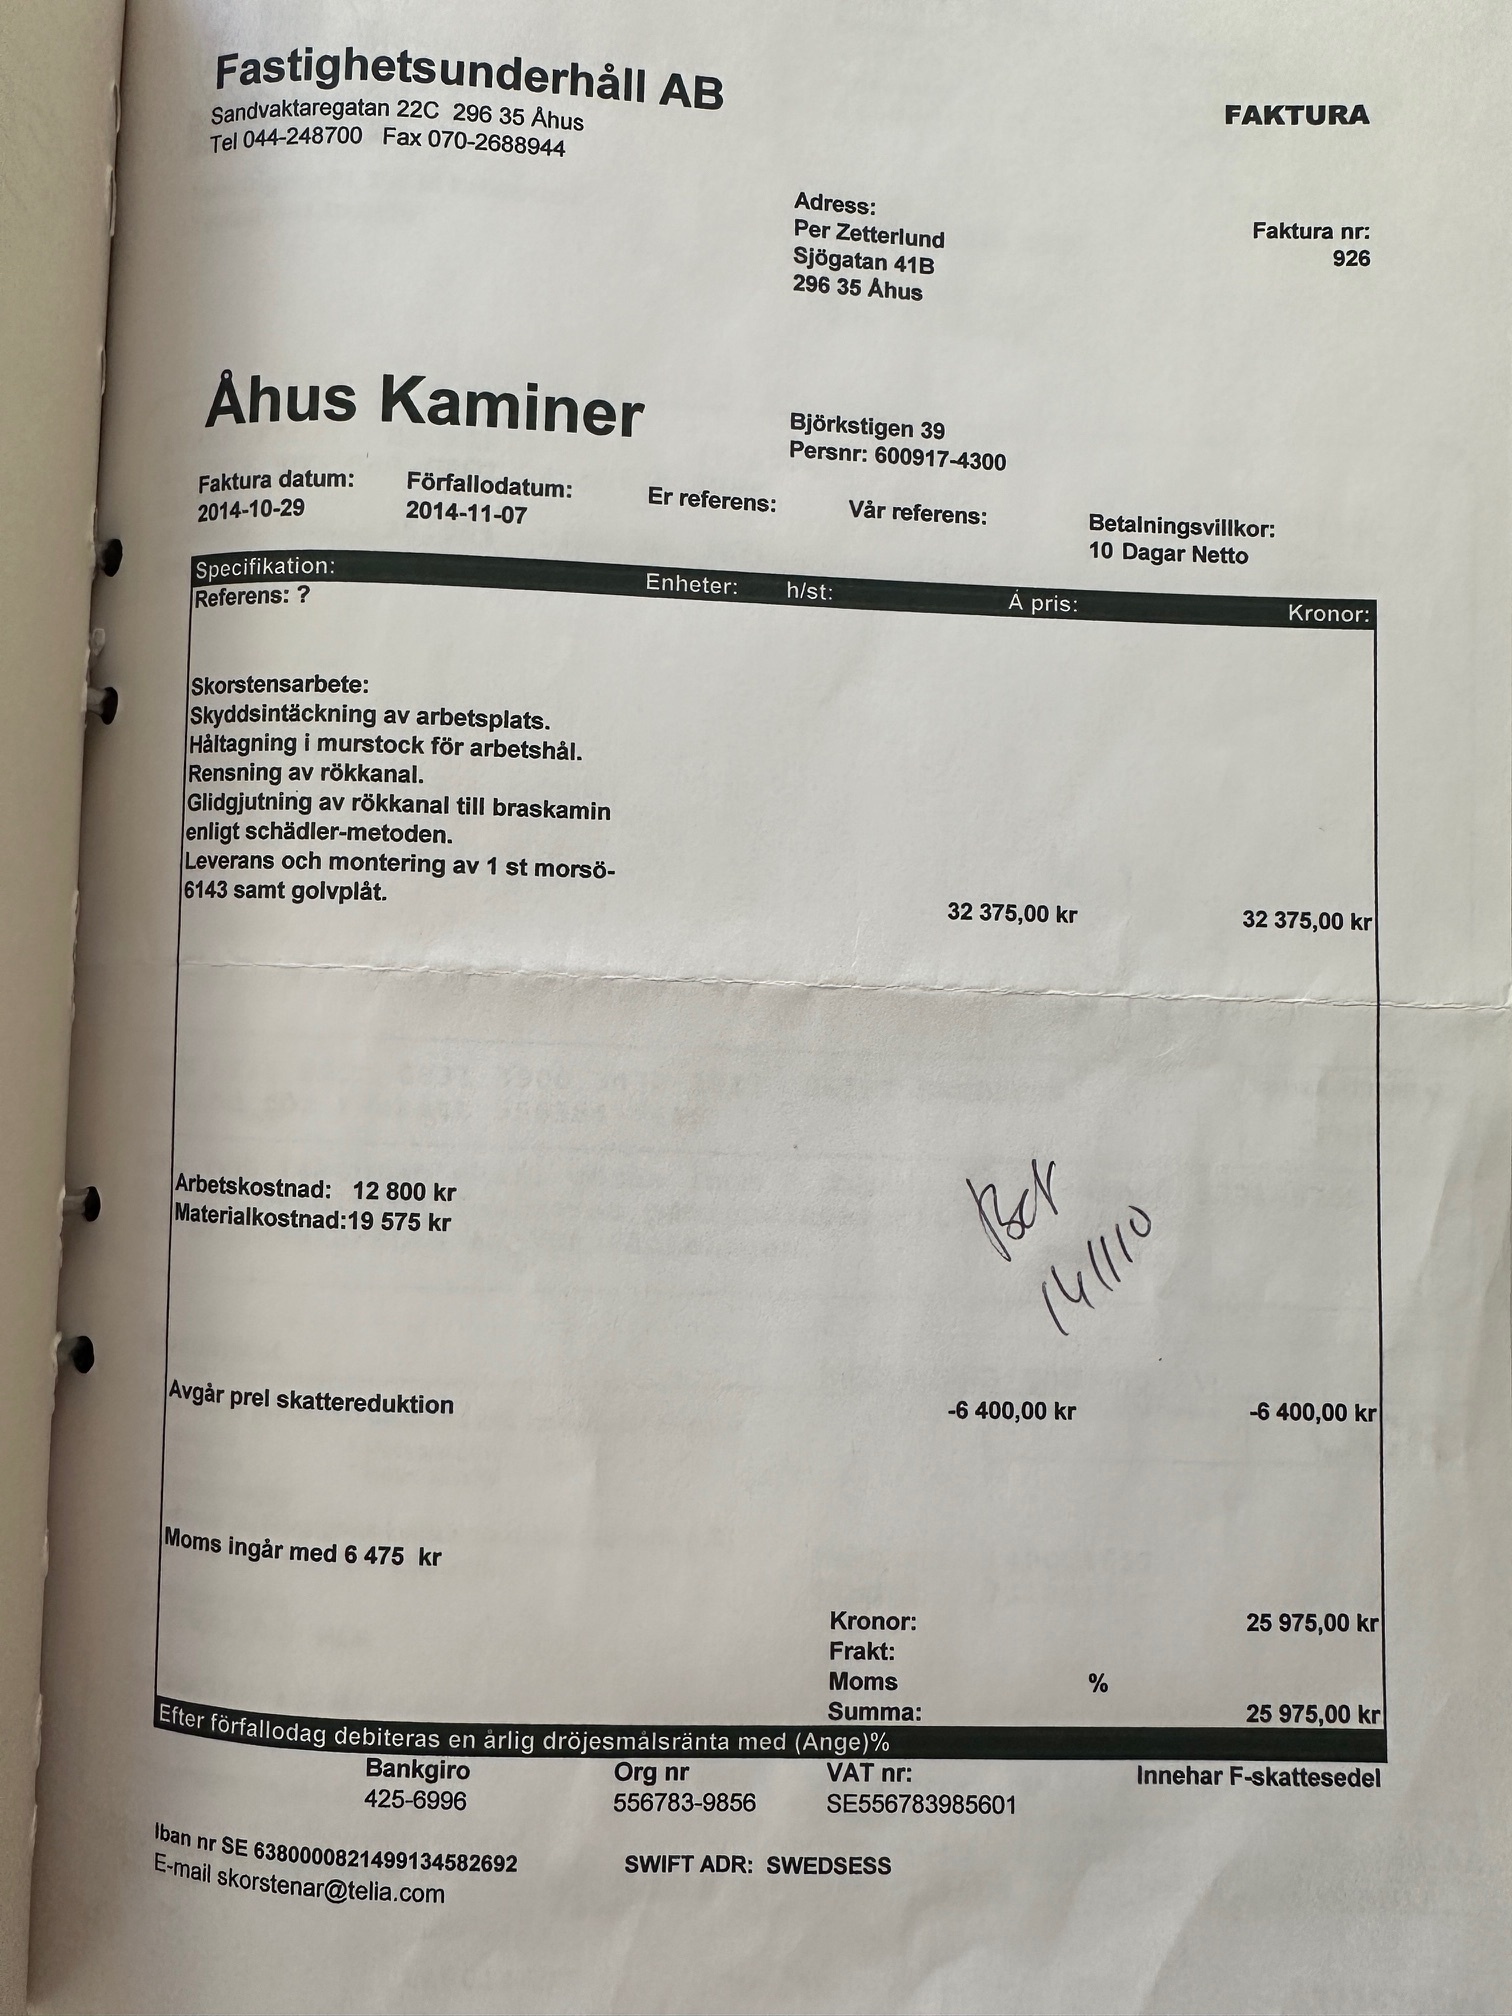 Fastighetsunderhåll AB
Sandvaktaregatan 22C 296 35 Åhus
Tel 044-248700 Fax 070-2688944
FAKTURA
Adress:
Per Zetterlund
Sjögatan 41B
296 35 Åhus
Faktura nr:
926
Åhus Kaminer
Björkstigen 39
Persnr: 600917-4300
Faktura datum:
2014-10-29
Förfallodatum:
2014-11-07
Er referens:
Vår referens:
Betalningsvillkor:
10 Dagar Netto
Specifikation: Enheter: h/st: Á pris: Kronor:
Referens: ?
Skorstensarbete:
Skyddsintäckning av arbetsplats.
Håltagning i murstock för arbetshål.
Rensning av rökkanal.
Glidgjutning av rökkanal till braskamin
enligt schädler-metoden.
Leverans och montering av 1 st morsö-
6143 samt golvplåt. 32 375,00 kr 32 375,00 kr
Arbetskostnad: 12 800 kr
Materialkostnad:19 575 kr
14 11 10
Avgår prel skattereduktion -6 400,00 kr -6 400,00 kr
Moms ingår med 6 475 kr
Kronor: 25 975,00 kr
Frakt:
Moms %
Summa: 25 975,00 kr
Efter förfallodag debiteras en årlig dröjesmålsränta med (Ange)%
Bankgiro
425-6996
Org nr
556783-9856
VAT nr:
SE556783985601
Innehar F-skattesedel
Iban nr SE 6380000821499134582692
SWIFT ADR: SWEDSESS
E-mail skorstenar@telia.com